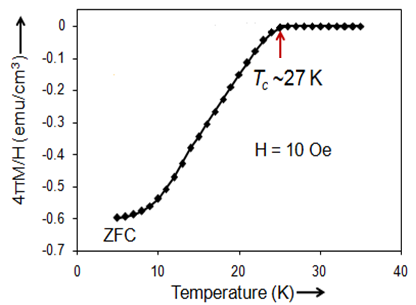 0
-0.1
-0.2
-0.3
-0.4
-0.5
-0.6
-0.7
4πM/H (emu/cm³)
T_c ~27 K
H = 10 Oe
ZFC
0 10 20 30 40
Temperature (K)